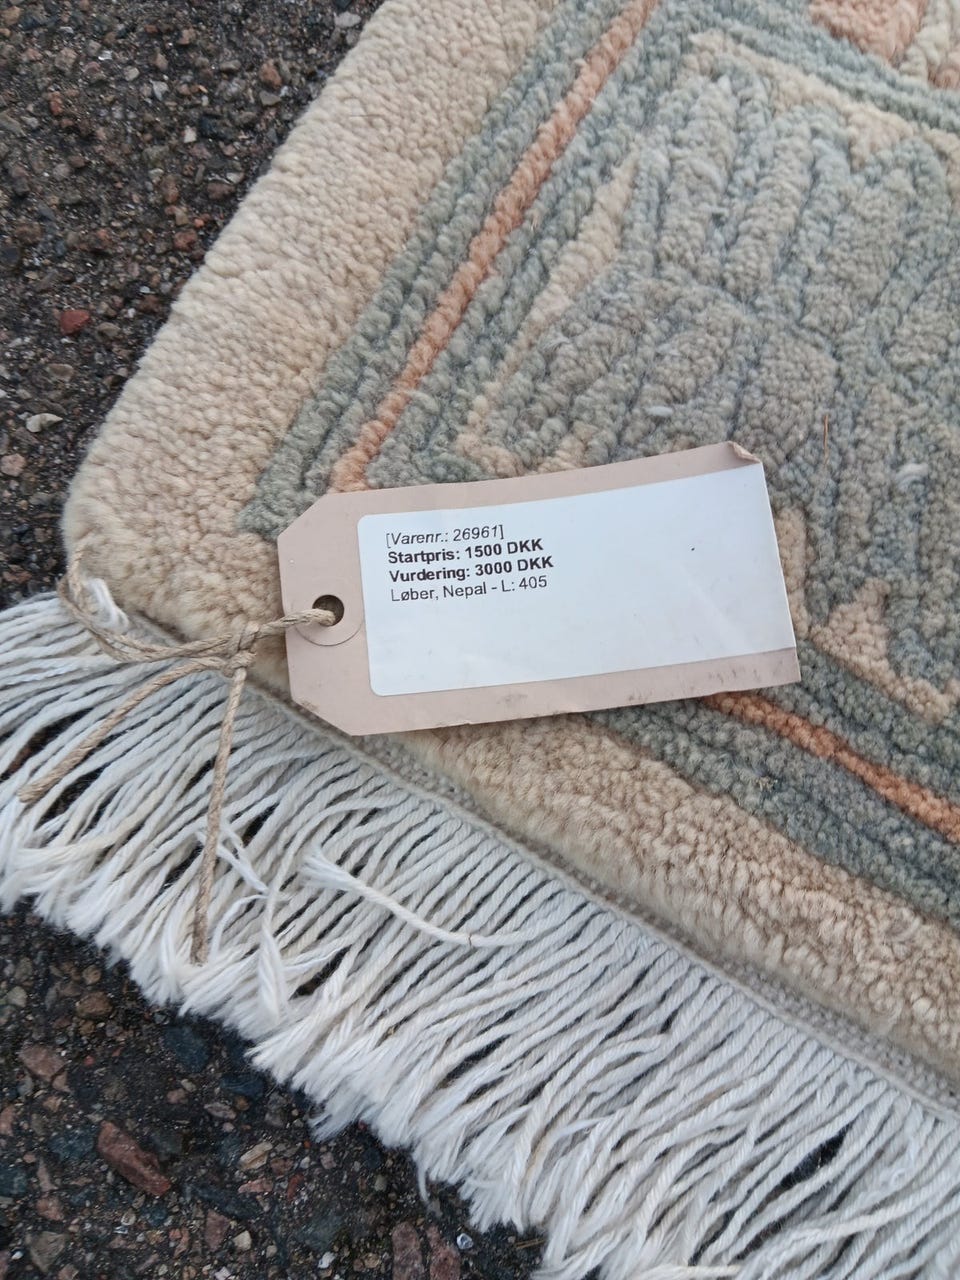 [Varenr.: 26961]
Startpris: 1500 DKK
Vurdering: 3000 DKK
Løber, Nepal - L: 405